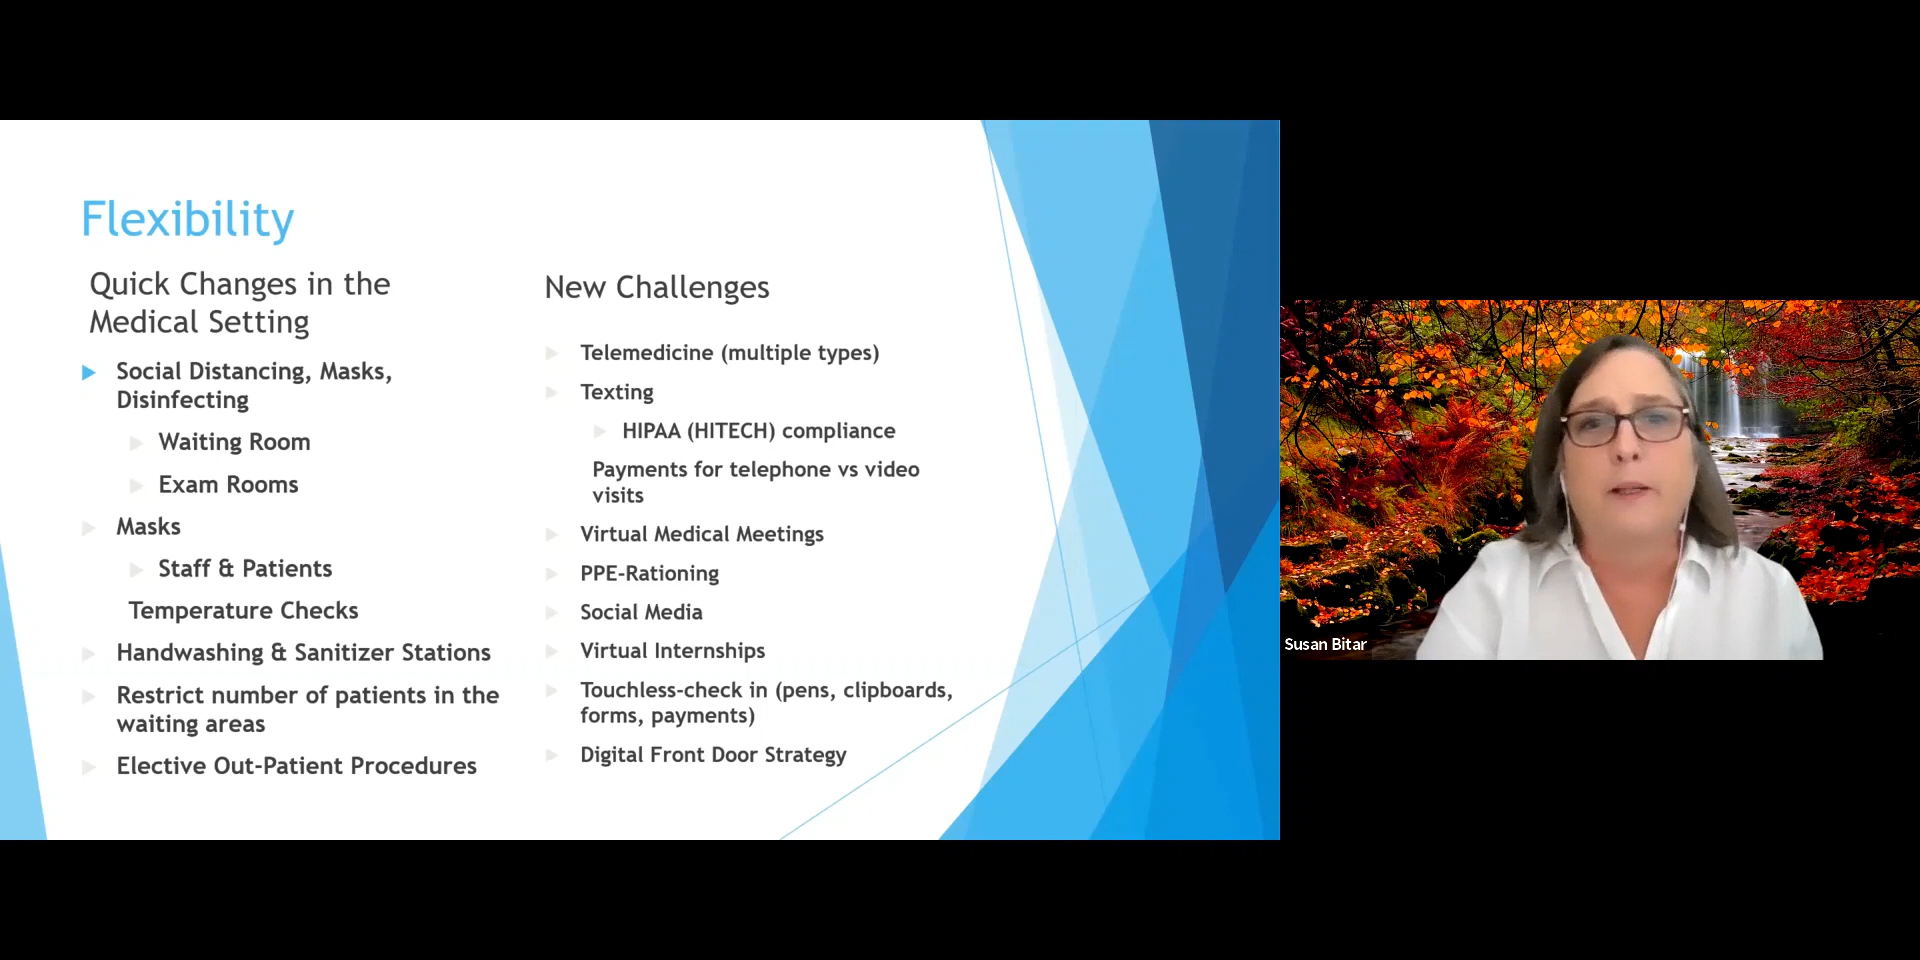 Flexibility
Quick Changes in the
Medical Setting
Social Distancing, Masks,
Disinfecting
Waiting Room
Exam Rooms
Masks
Staff & Patients
Temperature Checks
Handwashing & Sanitizer Stations
Restrict number of patients in the
waiting areas
Elective Out-Patient Procedures
New Challenges
Telemedicine (multiple types)
Texting
HIPAA (HITECH) compliance
Payments for telephone vs video
visits
Virtual Medical Meetings
PPE-Rationing
Social Media
Virtual Internships
Touchless-check in (pens, clipboards,
forms, payments)
Digital Front Door Strategy
Susan Bitar